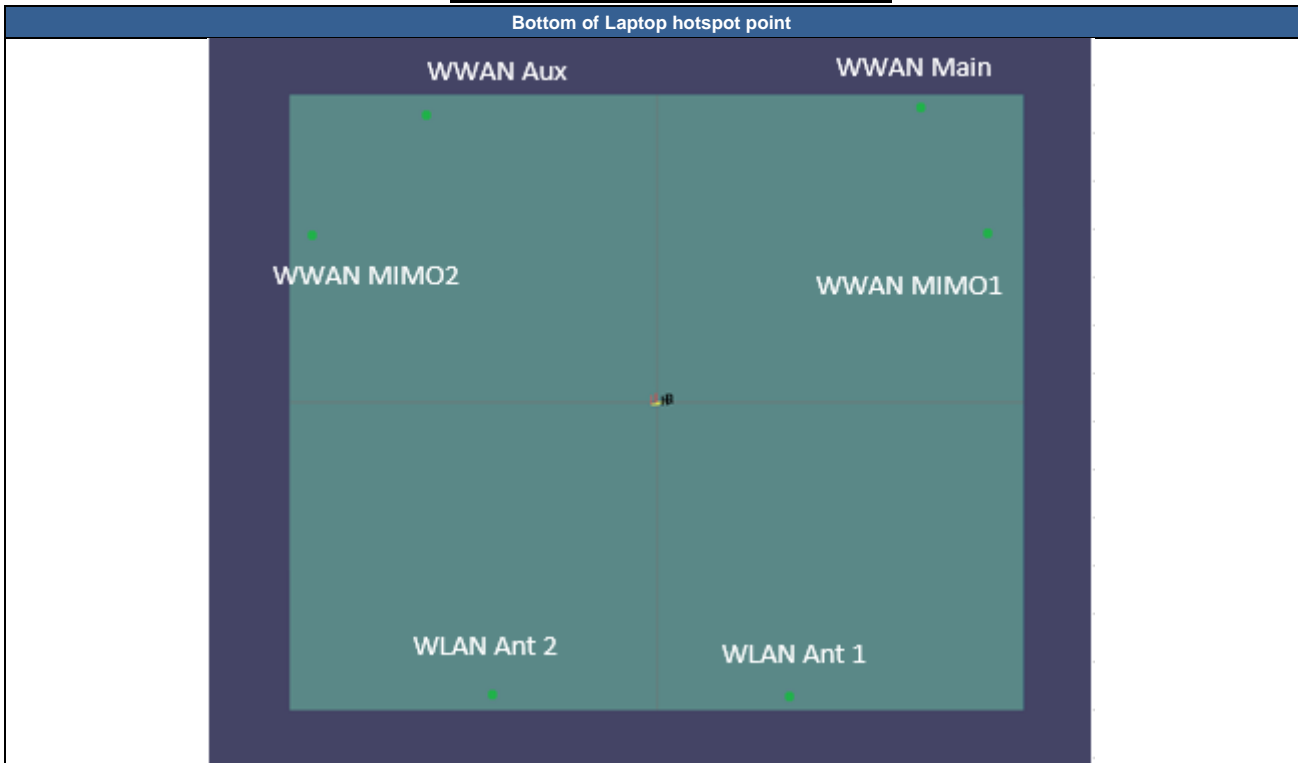 Bottom of Laptop hotspot point
WWAN Aux
WWAN Main
WWAN MIMO2
WWAN MIMO1
WLAN Ant 2
WLAN Ant 1